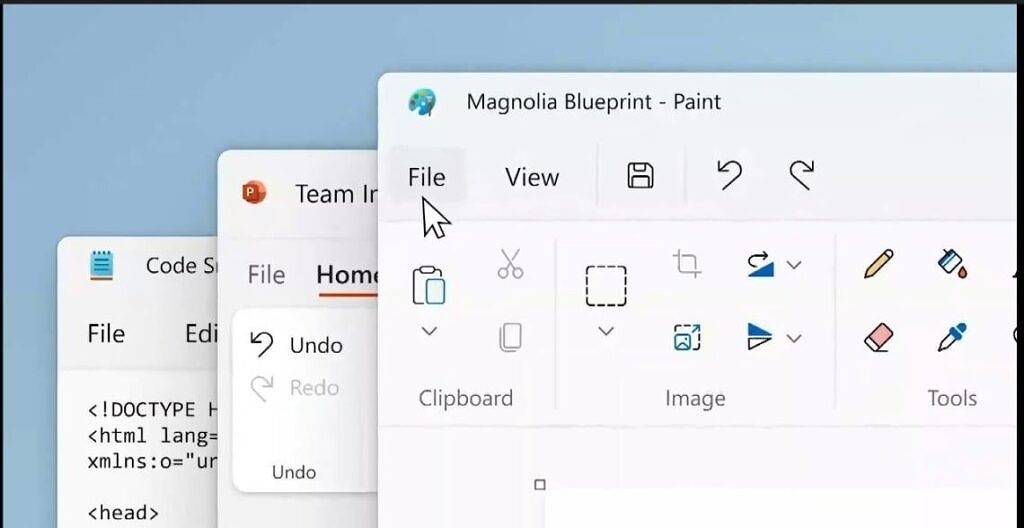 Magnolia Blueprint - Paint
File View
Clipboard
Image
Tools
P
Team In
File Home
Undo
Redo
Undo
Code S
File Edi
<!DOCTYPE H
<html lang=
xmlns:o="ur
<head>